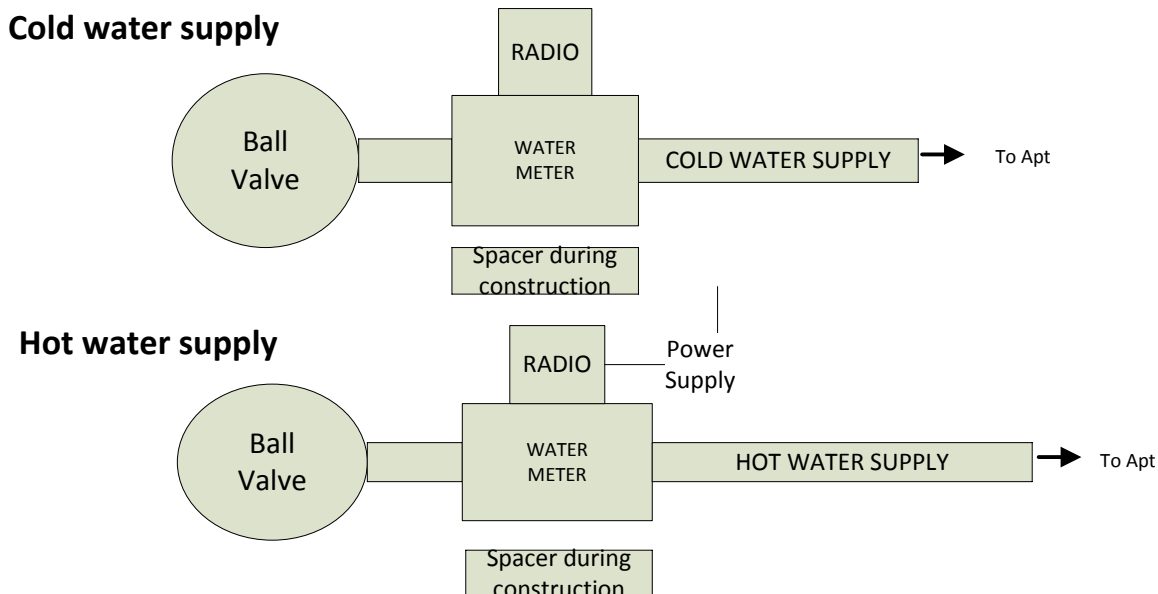 Cold water supply
RADIO
Ball
Valve
WATER
METER
COLD WATER SUPPLY
To Apt
Spacer during
construction
Hot water supply
RADIO
Power
Supply
Ball
Valve
WATER
METER
HOT WATER SUPPLY
To Apt
Spacer during
construction